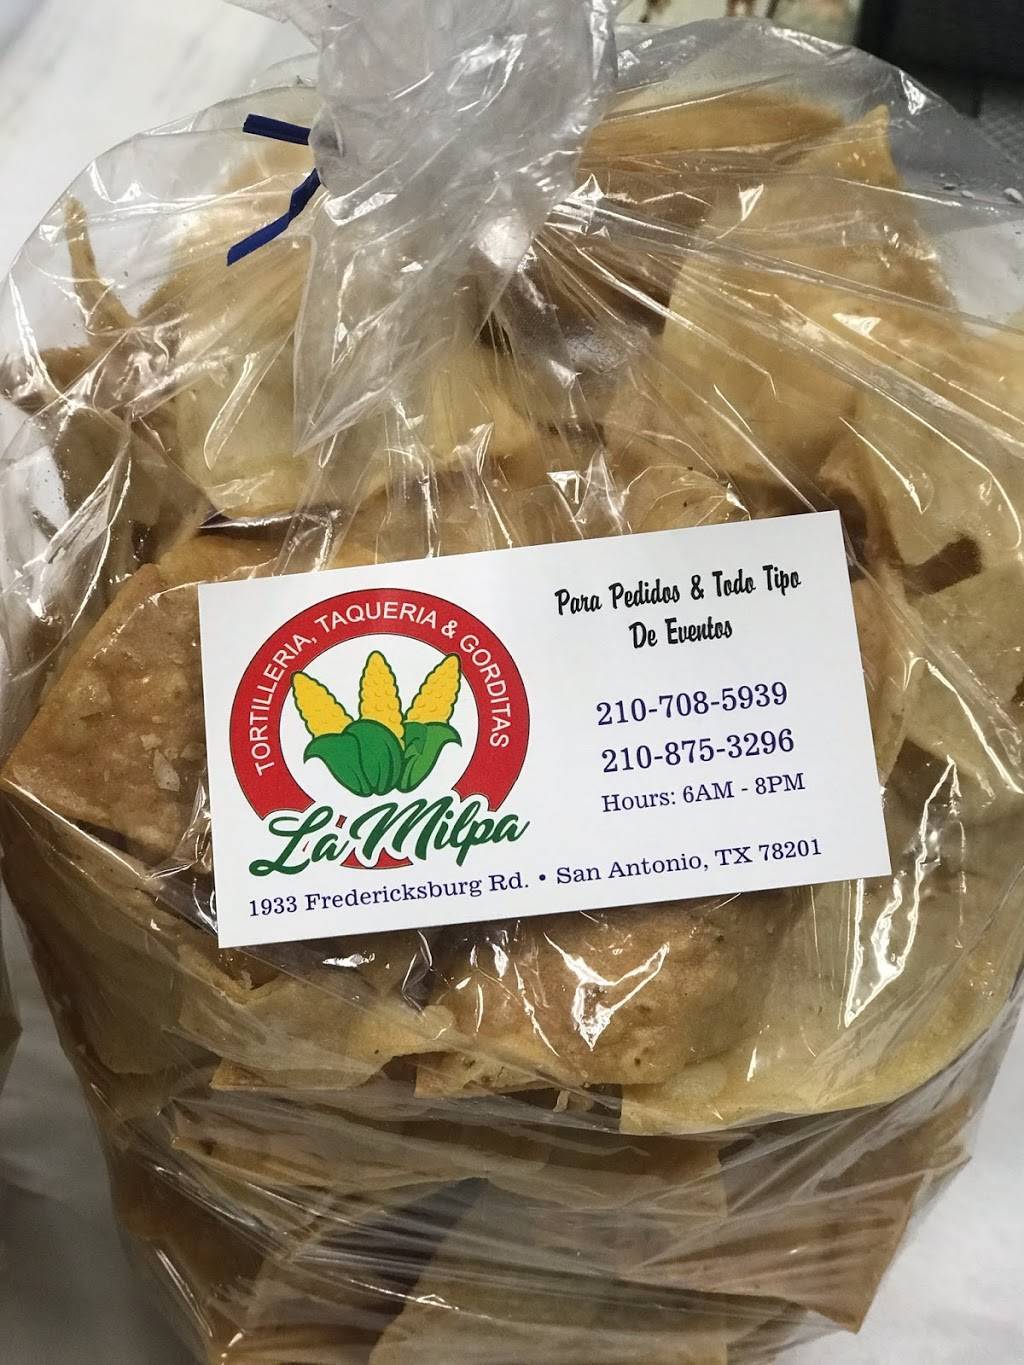 TORTILLERIA, TAQUERIA & GORDITAS
La Milpa
Para Pedidos & Todo Tipo
De Eventos
210-708-5939
210-875-3296
Hours: 6AM - 8PM
1933 Fredericksburg Rd. • San Antonio, TX 78201